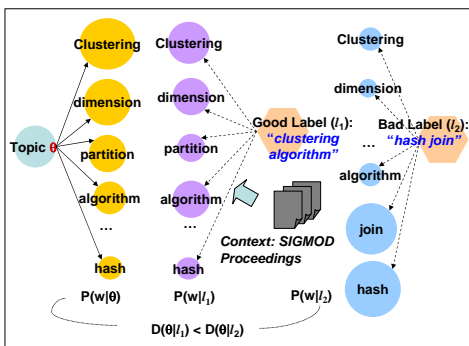 Topic θ
Clustering
dimension
partition
algorithm
...
hash
P(w|θ)
Clustering
dimension
partition
algorithm
...
hash
P(w|l₁)
Good Label (l₁):
“clustering
algorithm”
Context: SIGMOD
Proceedings
Clustering
dimension
...
algorithm
join
hash
P(w|l₂)
Bad Label (l₂):
“hash join”
D(θ|l₁) < D(θ|l₂)